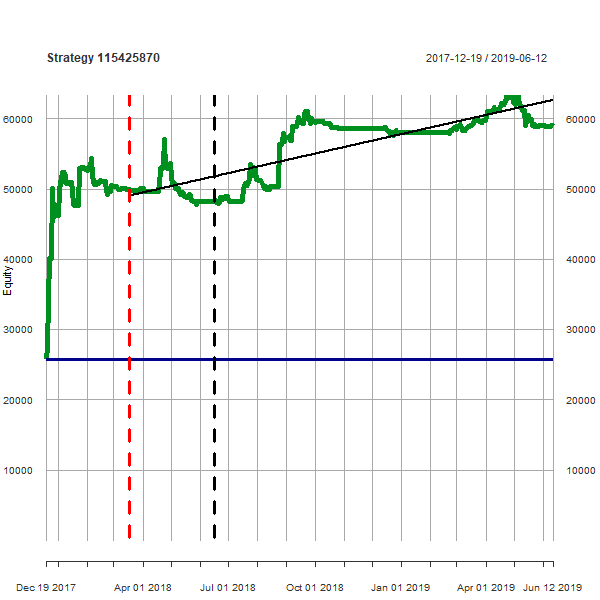 Strategy 115425870
2017-12-19 / 2019-06-12
60000
60000
50000
50000
40000
40000
Equity
30000
30000
20000
20000
10000
10000
Dec 19 2017
Apr 01 2018
Jul 01 2018
Oct 01 2018
Jan 01 2019
Apr 01 2019
Jun 12 2019